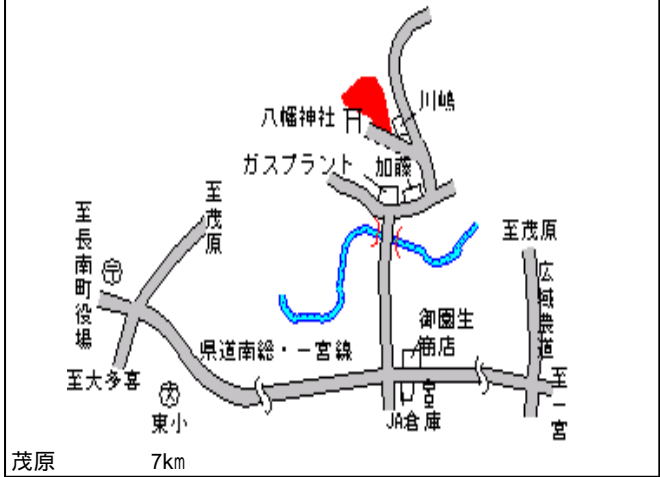 川嶋
八幡神社
ガスプラント
加藤
至茂原
至長南町役場
至茂原
広域農道
県道南総・一宮線
御園生
商店
至大多喜
文
東小
JA倉庫
至一宮
茂原 7km